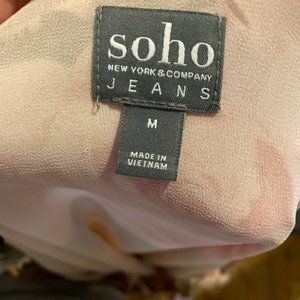 soho
NEW YORK & COMPANY
JEANS
M
MADE IN
VIETNAM